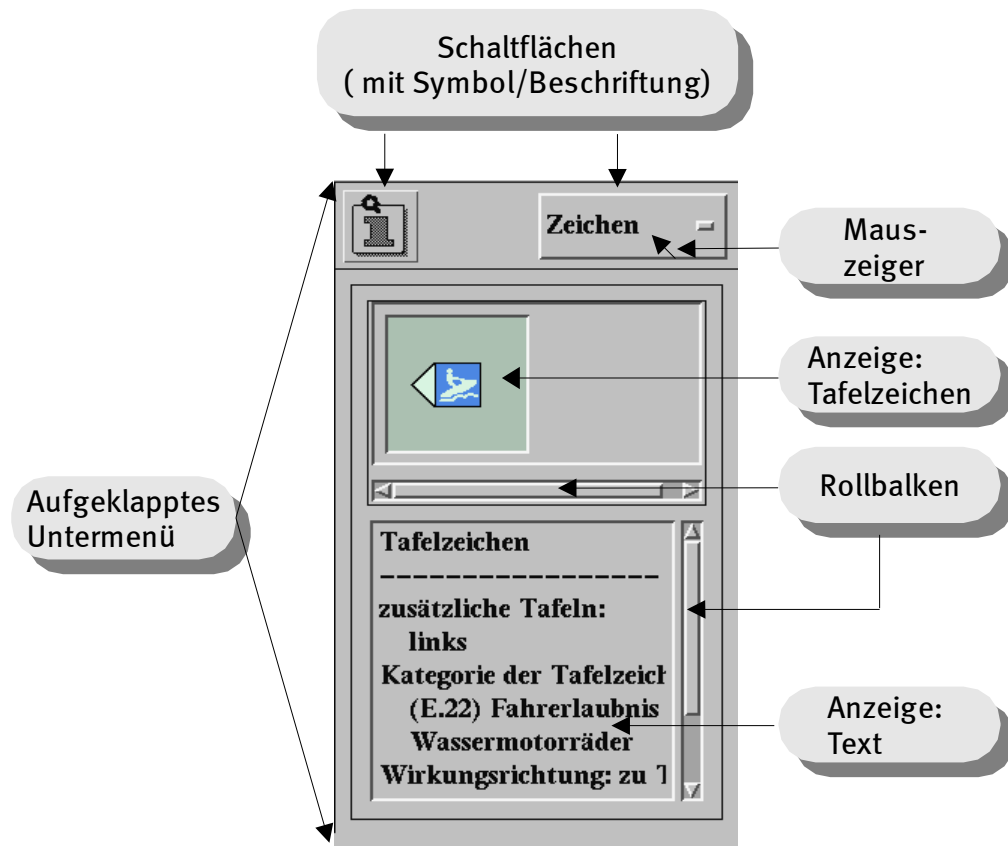 Schaltflächen
( mit Symbol/Beschriftung)
Zeichen
Maus-
zeiger
Anzeige:
Tafelzeichen
Rollbalken
Aufgeklapptes
Untermenü
Tafelzeichen
--------------------
zusätzliche Tafeln:
links
Kategorie der Tafelzeich
(E.22) Fahrerlaubnis
Wassermotorräder
Wirkungsrichtung: zu T
Anzeige:
Text